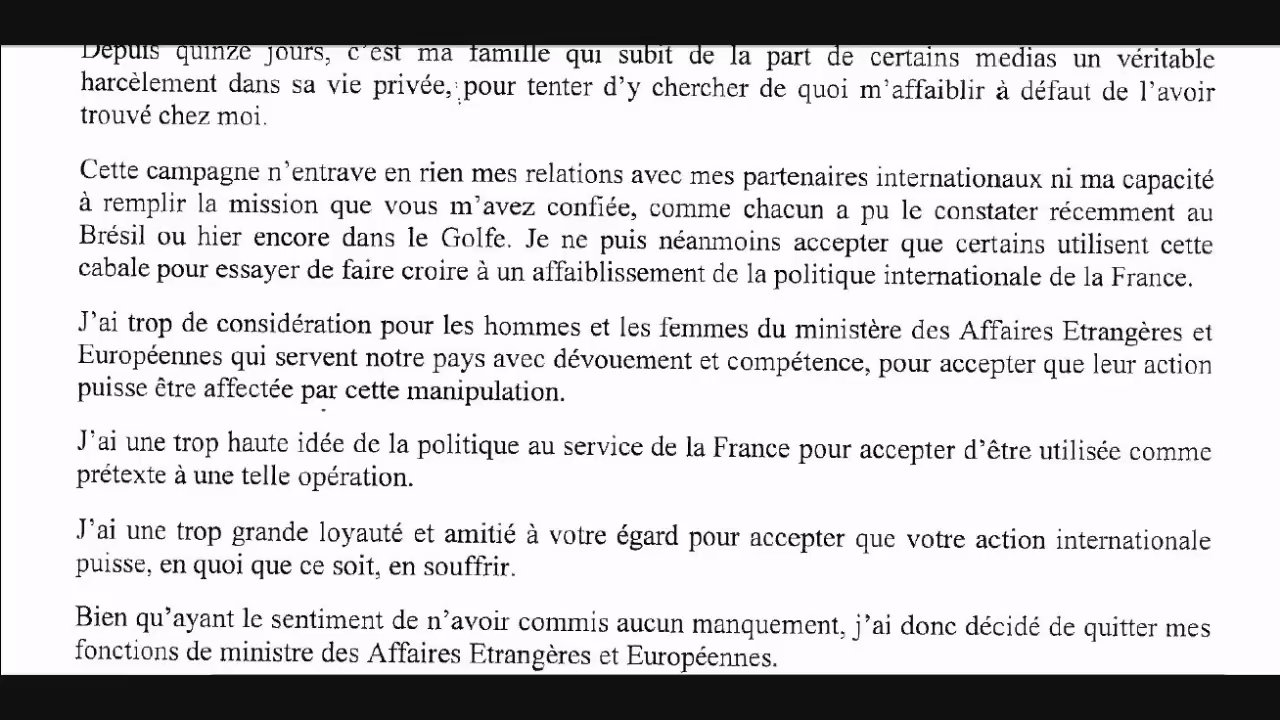 Depuis quinze jours, c'est ma famille qui subit de la part de certains medias un véritable
harcèlement dans sa vie privée, pour tenter d'y chercher de quoi m'affaiblir à défaut de l'avoir
trouvé chez moi.
Cette campagne n'entrave en rien mes relations avec mes partenaires internationaux ni ma capacité
à remplir la mission que vous m'avez confiée, comme chacun a pu le constater récemment au
Brésil ou hier encore dans le Golfe. Je ne puis néanmoins accepter que certains utilisent cette
cabale pour essayer de faire croire à un affaiblissement de la politique internationale de la France.
J'ai trop de considération pour les hommes et les femmes du ministère des Affaires Etrangères et
Européennes qui servent notre pays avec dévouement et compétence, pour accepter que leur action
puisse être affectée par cette manipulation.
J'ai une trop haute idée de la politique au service de la France pour accepter d'être utilisée comme
prétexte à une telle opération.
J'ai une trop grande loyauté et amitié à votre égard pour accepter que votre action internationale
puisse, en quoi que ce soit, en souffrir.
Bien qu'ayant le sentiment de n'avoir commis aucun manquement, j'ai donc décidé de quitter mes
fonctions de ministre des Affaires Etrangères et Européennes.